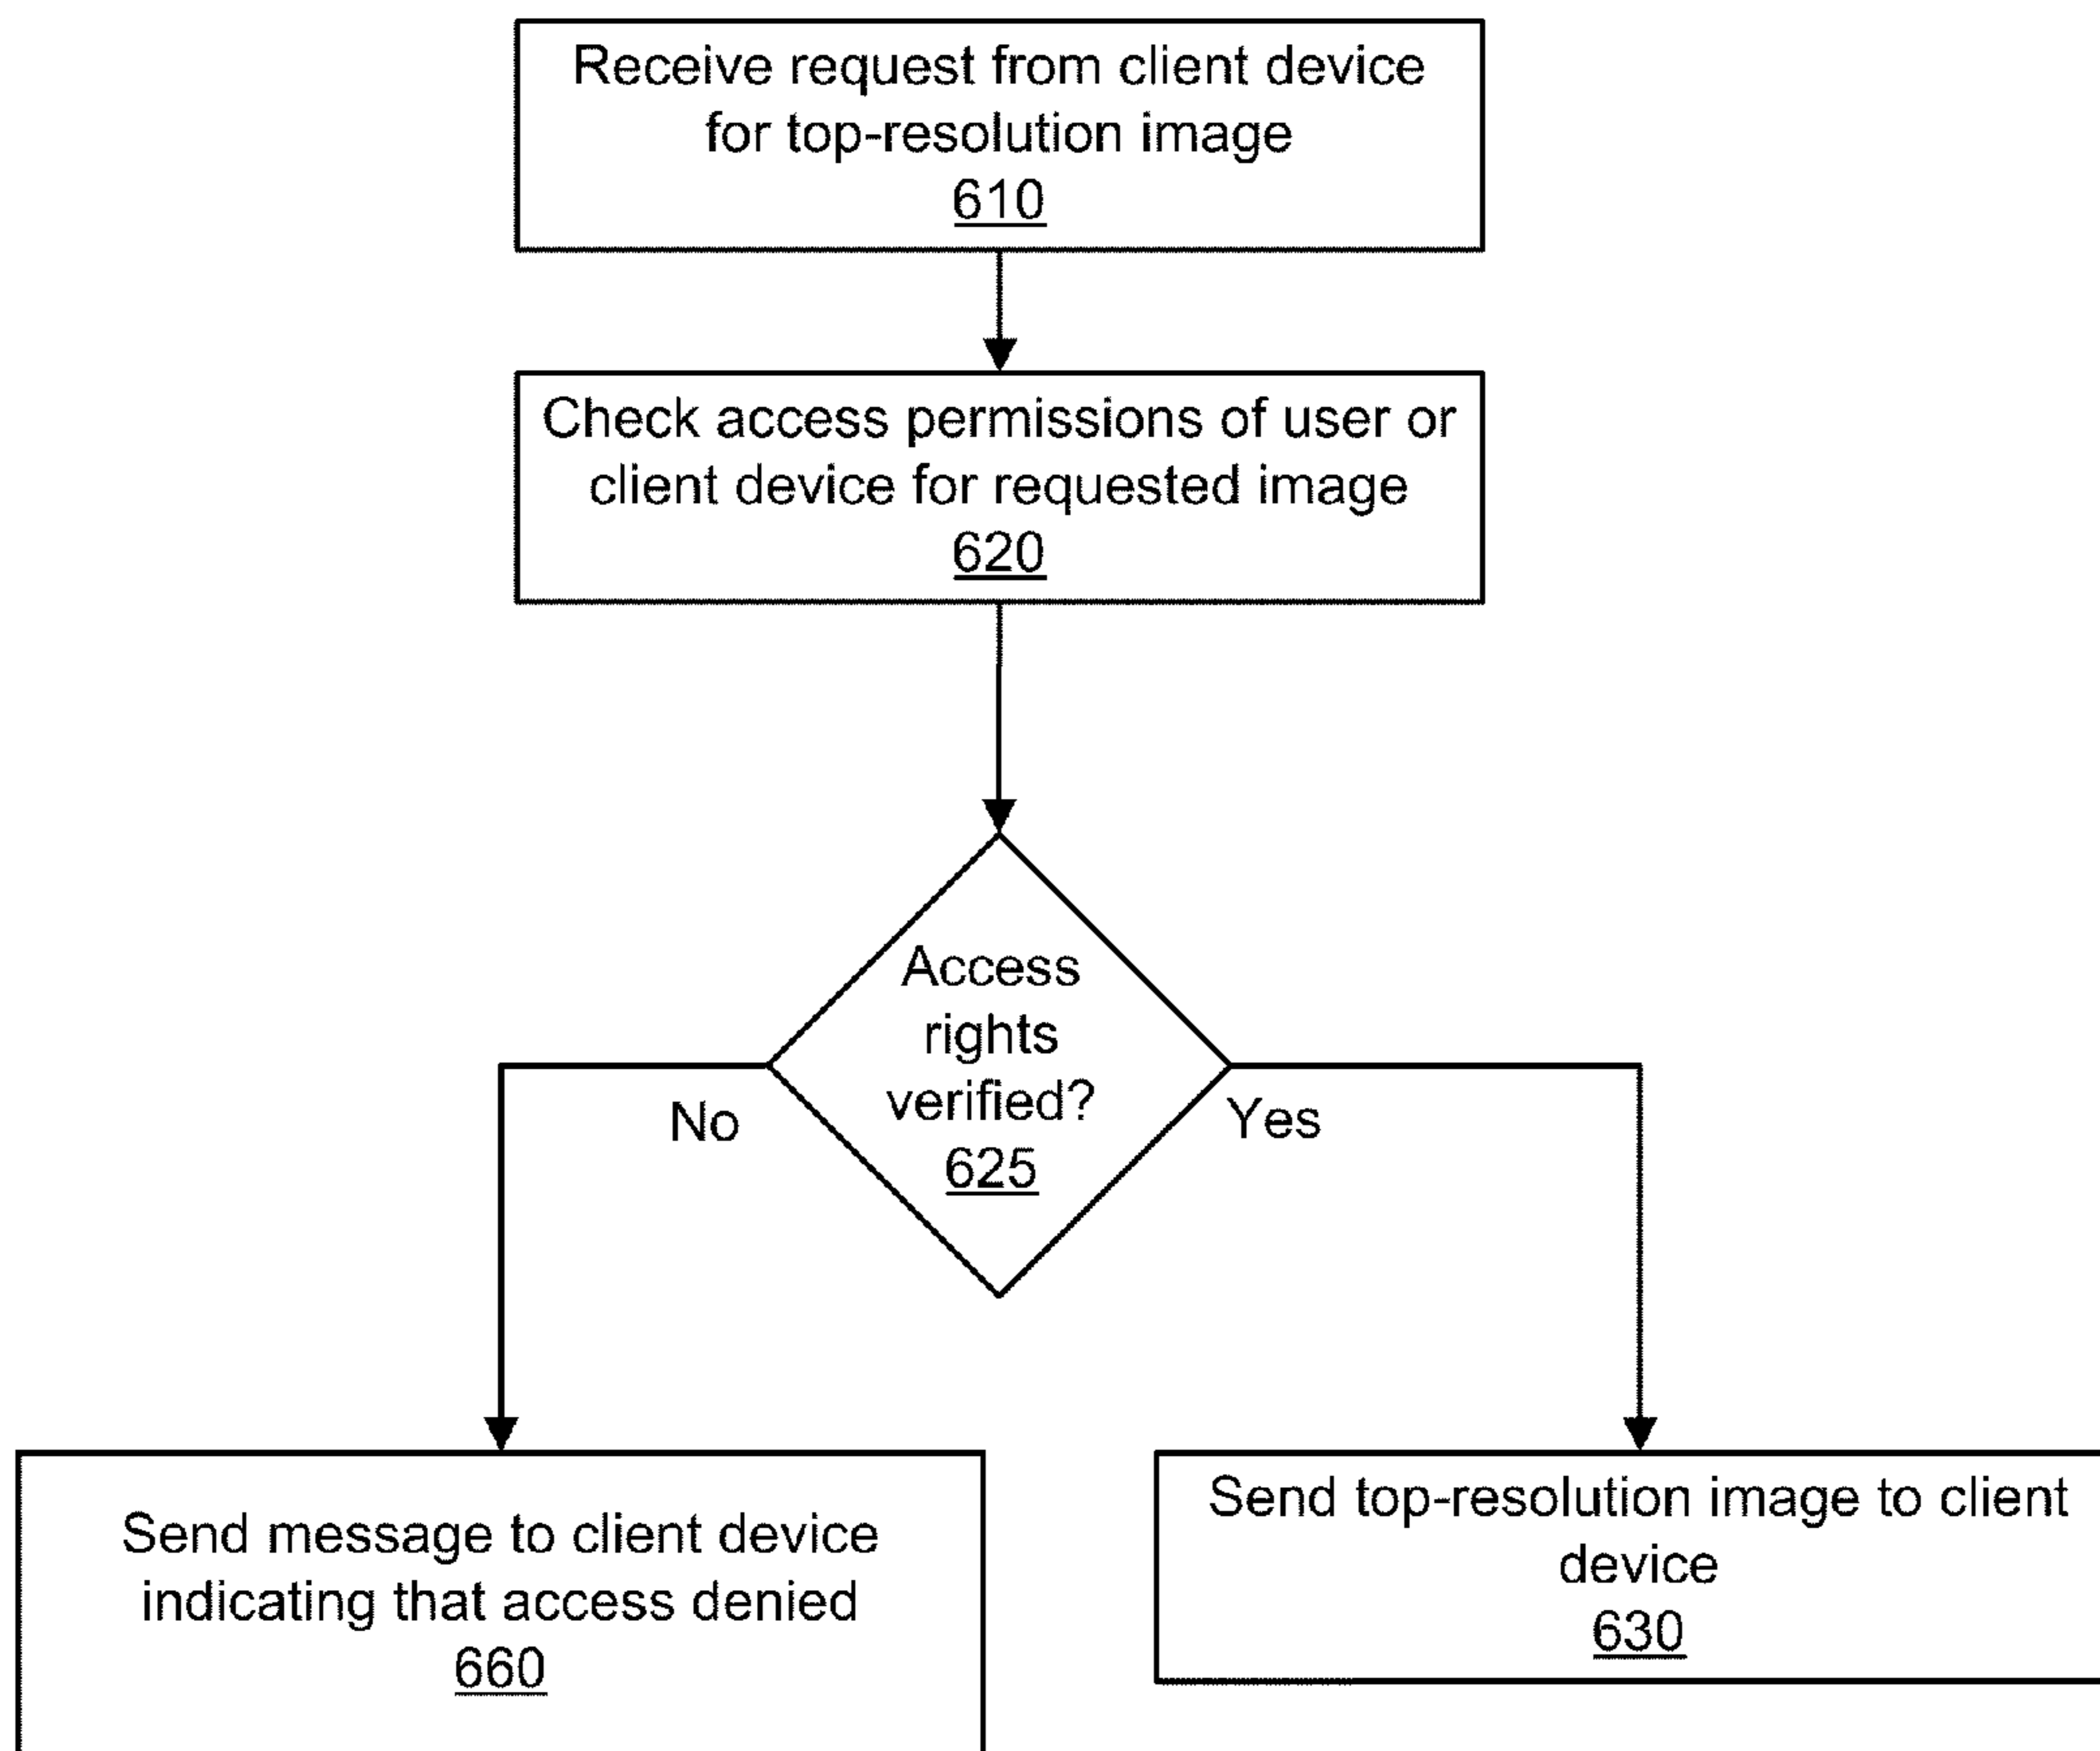 Receive request from client device
for top-resolution image
610
Check access permissions of user or
client device for requested image
620
Access
rights
verified?
625
No
Yes
Send message to client device
indicating that access denied
660
Send top-resolution image to client
device
630